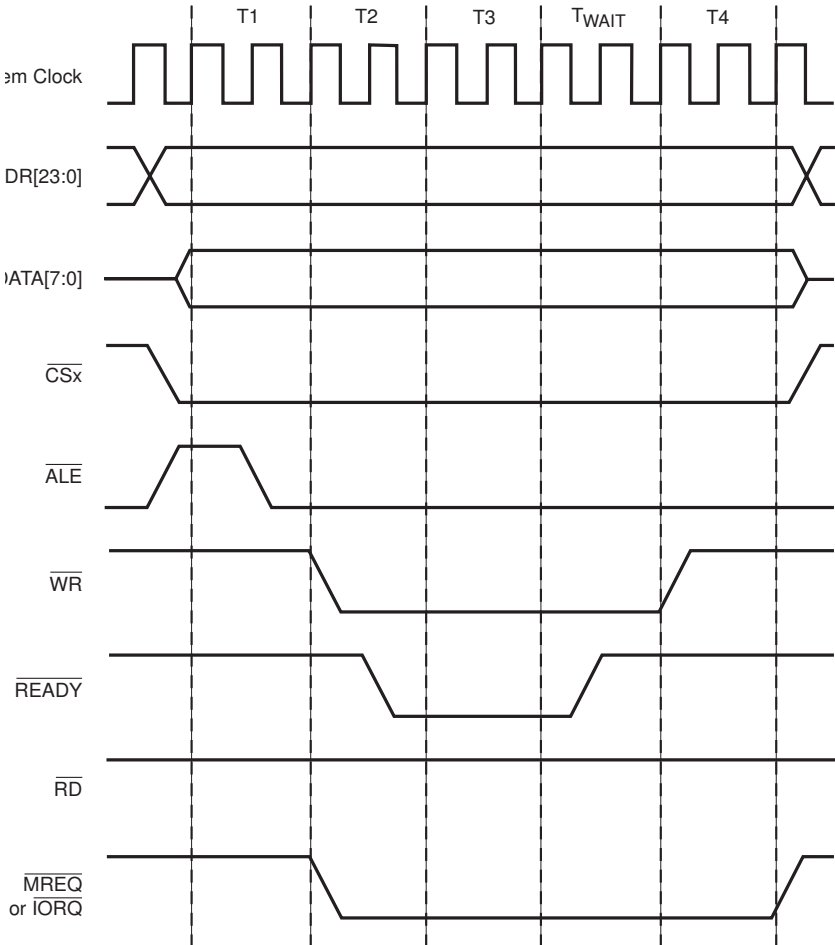 T1 T2 T3 TWAIT T4
em Clock
DR[23:0]
DATA[7:0]
CSx
ALE
WR
READY
RD
MREQ
or IORQ